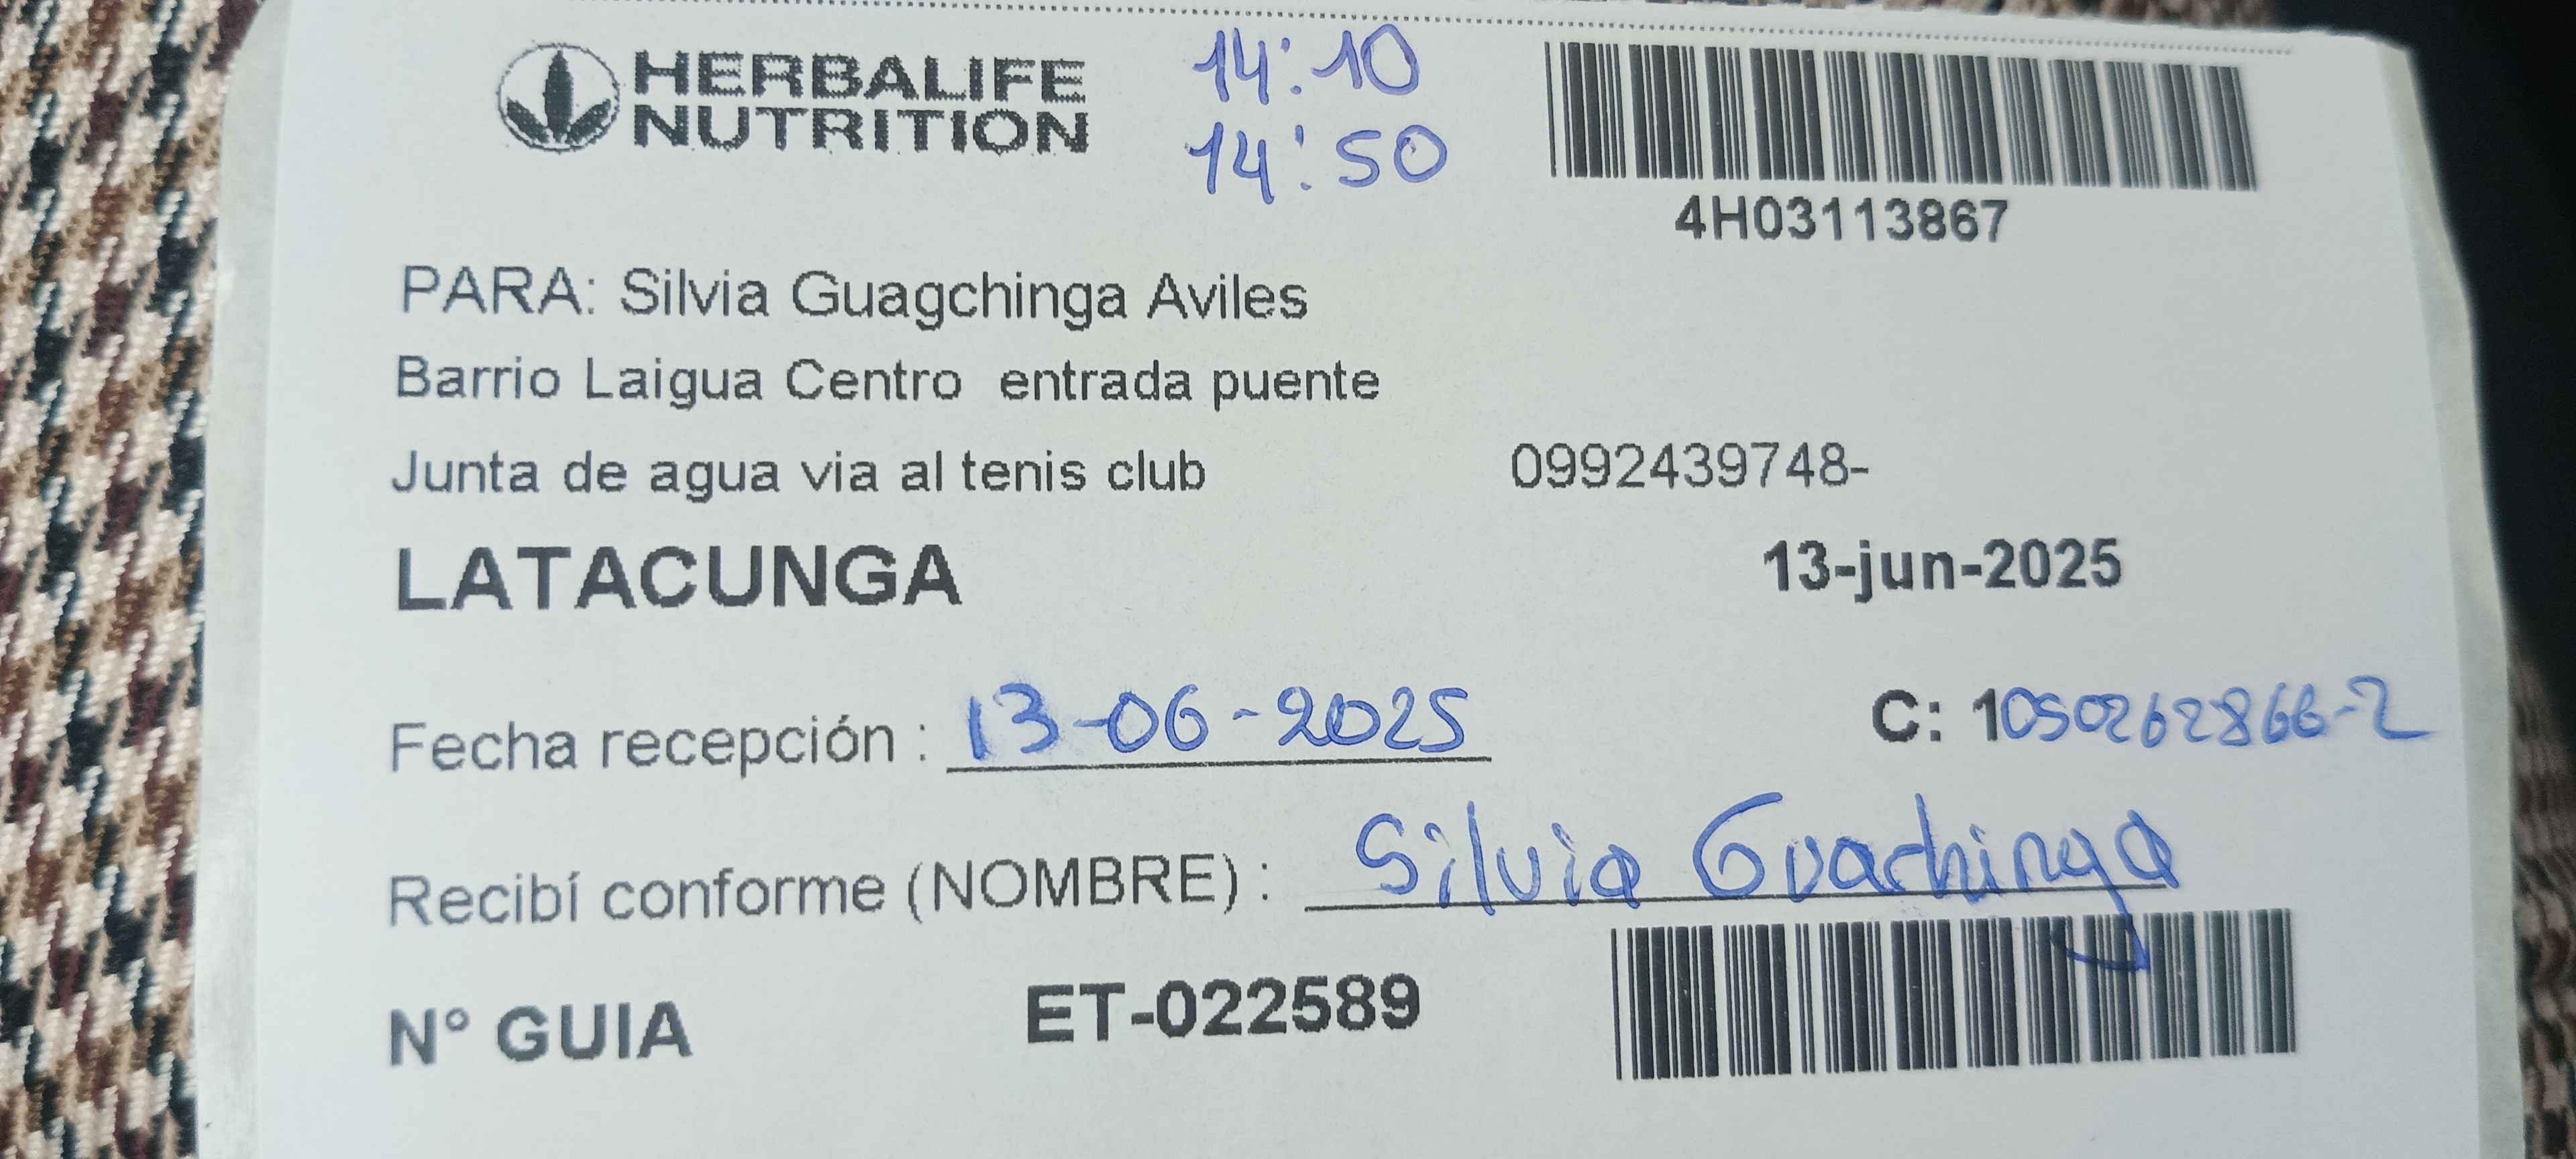 HERBALIFE
NUTRITION
14:10
14:50
4H03113867
PARA: Silvia Guagchinga Aviles
Barrio Laigua Centro entrada puente
Junta de agua via al tenis club 0992439748-
LATACUNGA 13-jun-2025
Fecha recepción : 13-06-2025 C: 1050262866-2
Recibí conforme (NOMBRE) : Silvia Guachinga
N° GUIA ET-022589